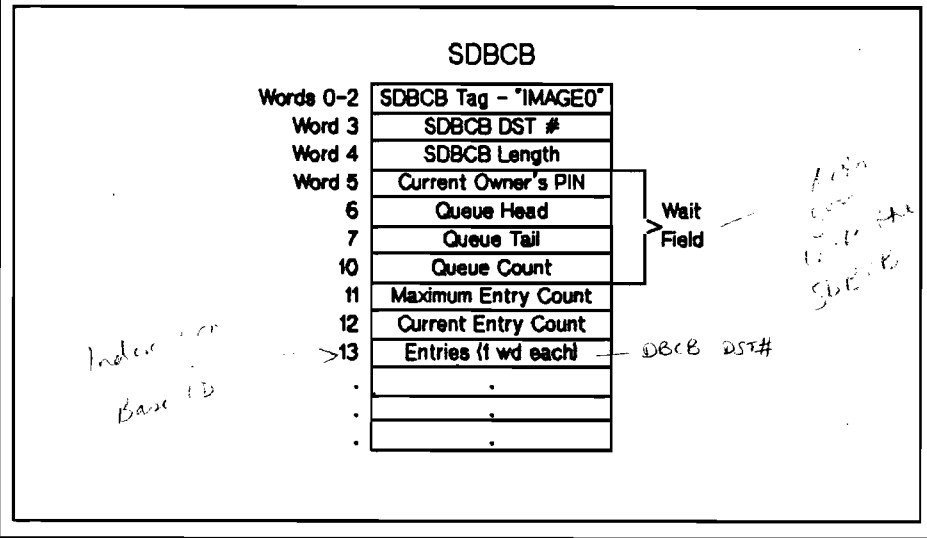 SDBCB
Words 0-2 SDBCB Tag - "IMAGE0"
Word 3 SDBCB DST #
Word 4 SDBCB Length
Word 5 Current Owner's PIN
6 Queue Head
7 Queue Tail
10 Queue Count
Wait
Field
11 Maximum Entry Count
12 Current Entry Count
>13 Entries (1 wd each) DBCB DST#
.
.
.
the
SDBCB
Base ID